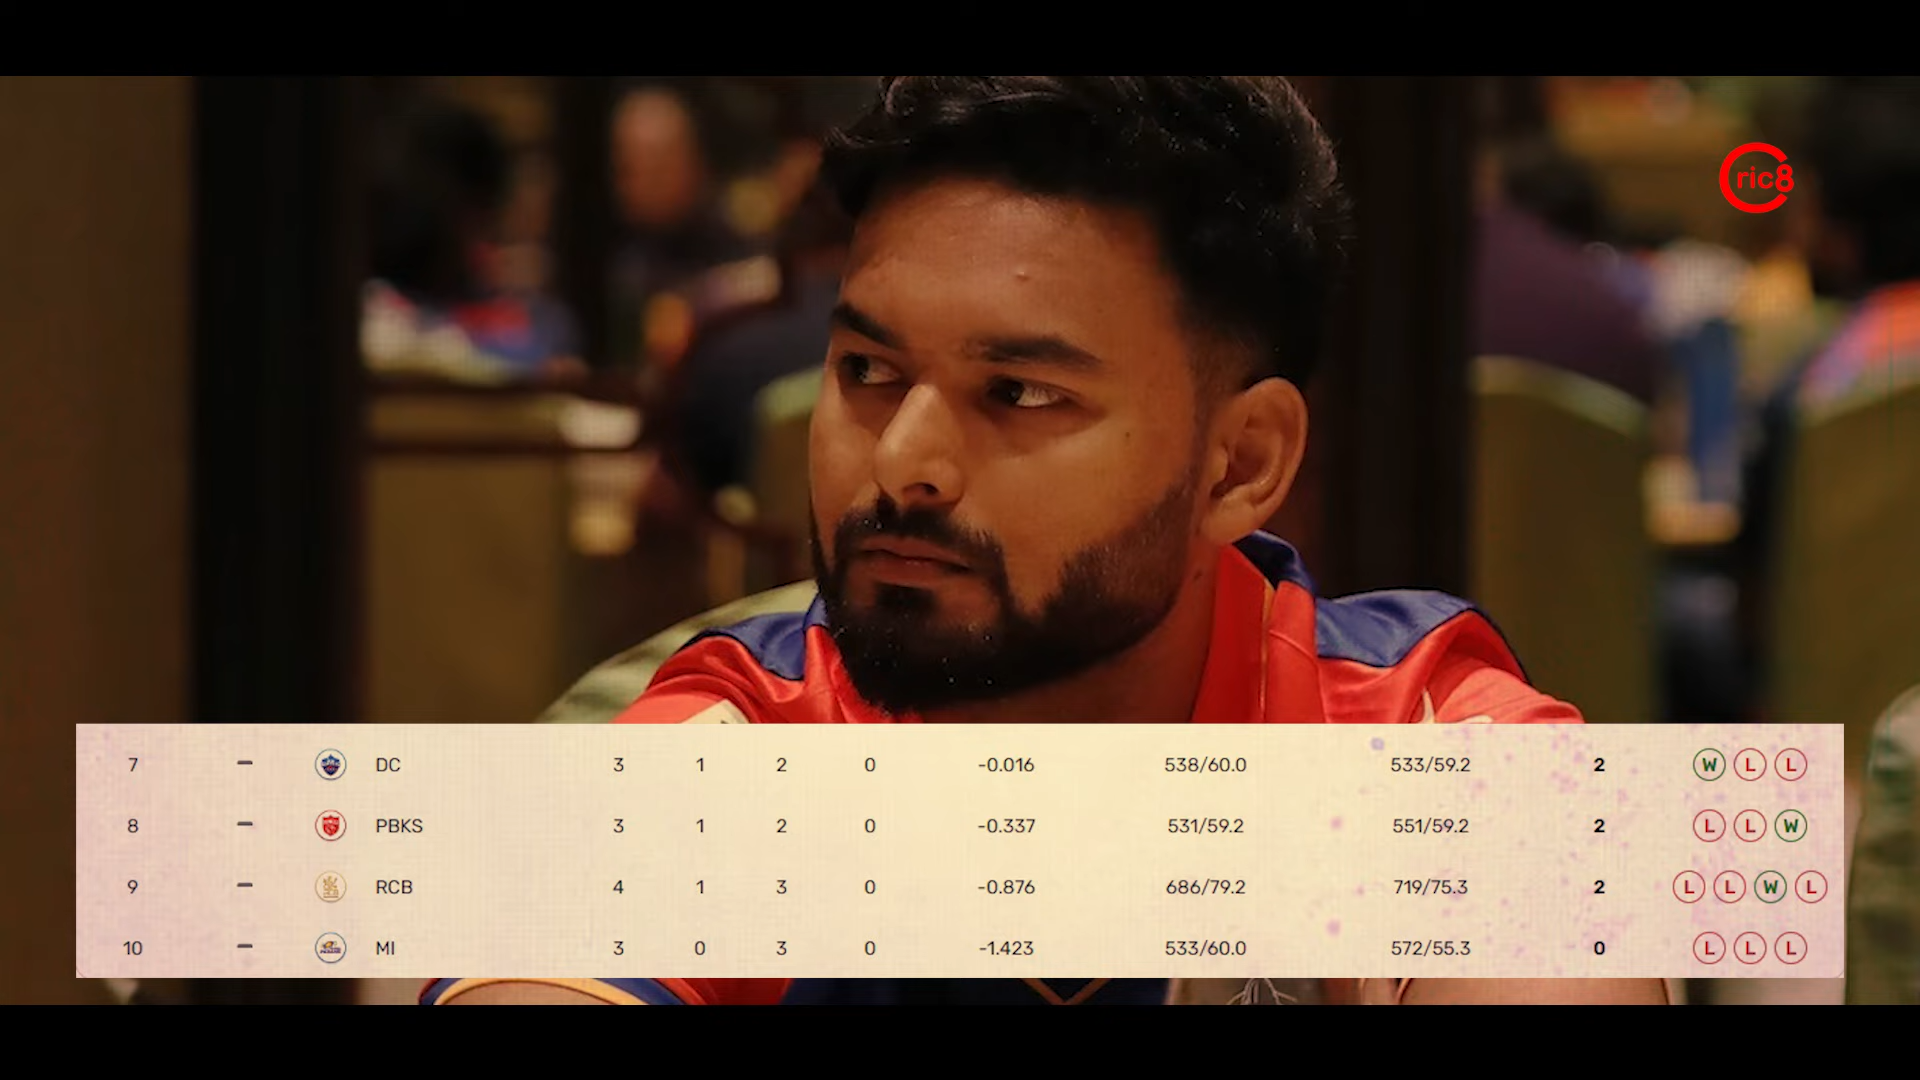 Cric8
7 – DC 3 1 2 0 -0.016 538/60.0 533/59.2 2 W L L
8 – PBKS 3 1 2 0 -0.337 531/59.2 551/59.2 2 L L W
9 – RCB 4 1 3 0 -0.876 686/79.2 719/75.3 2 L L W L
10 – MI 3 0 3 0 -1.423 533/60.0 572/55.3 0 L L L